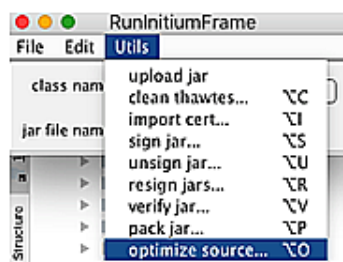 RunInitiumFrame
File Edit Utils
class nam
jar file nam
upload jar
clean thawtes... ⌥C
import cert... ⌥I
sign jar... ⌥S
unsign jar... ⌥U
resign jars... ⌥R
verify jar... ⌥V
pack jar... ⌥P
optimize source... ⌥O
Structure